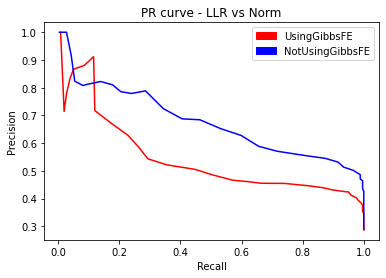 PR curve - LLR vs Norm
UsingGibbsFE
NotUsingGibbsFE
Precision
1.0
0.9
0.8
0.7
0.6
0.5
0.4
0.3
0.0 0.2 0.4 0.6 0.8 1.0
Recall